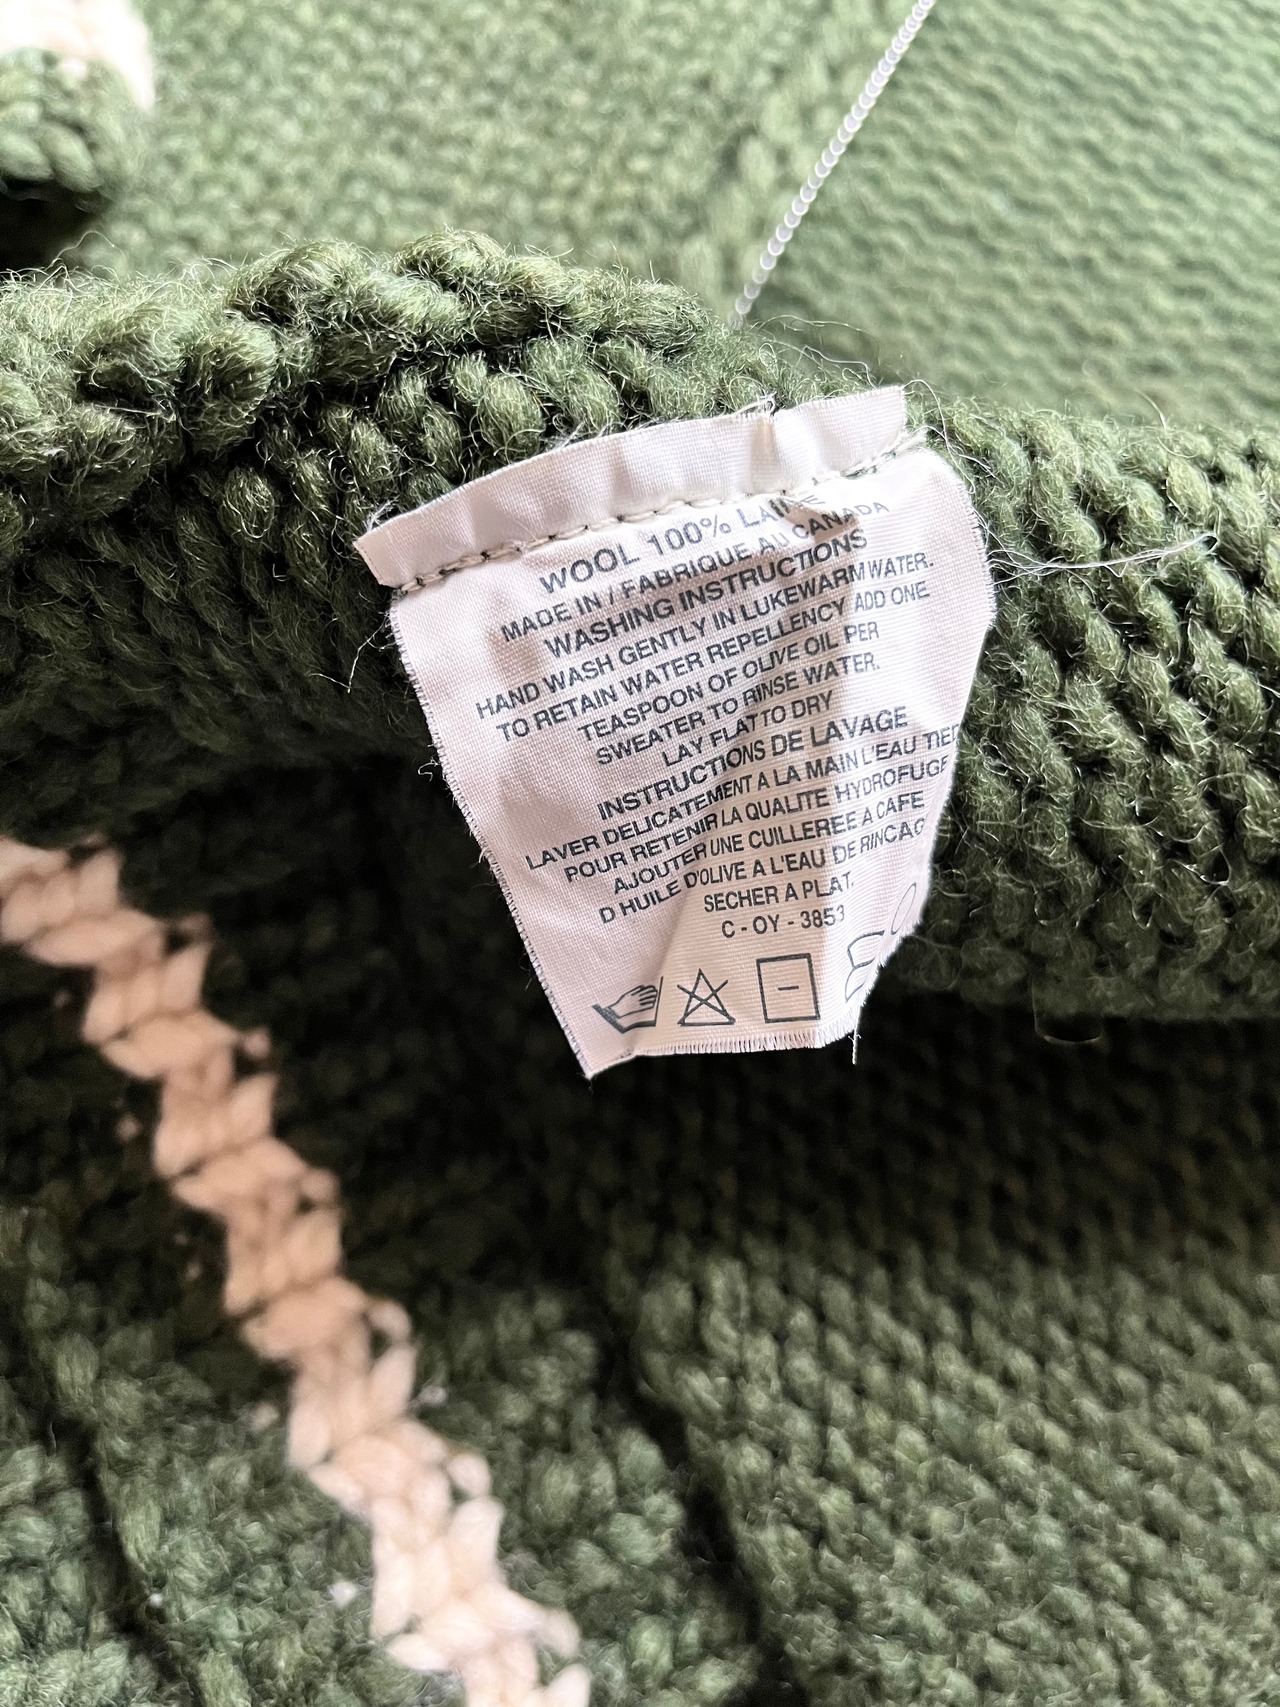 WOOL 100% LAINE
MADE IN / FABRIQUE AU CANADA
WASHING INSTRUCTIONS
HAND WASH GENTLY IN LUKEWARM WATER.
TO RETAIN WATER REPELLENCY ADD ONE
TEASPOON OF OLIVE OIL PER
SWEATER TO RINSE WATER.
LAY FLAT TO DRY
INSTRUCTIONS DE LAVAGE
LAVER DELICATEMENT A LA MAIN L'EAU TIED
POUR RETENIR LA QUALITE HYDROFUGE
AJOUTER UNE CUILLEREE A CAFE
D HUILE D'OLIVE A L'EAU DE RINCAG
SECHER A PLAT.
C - OY - 3853